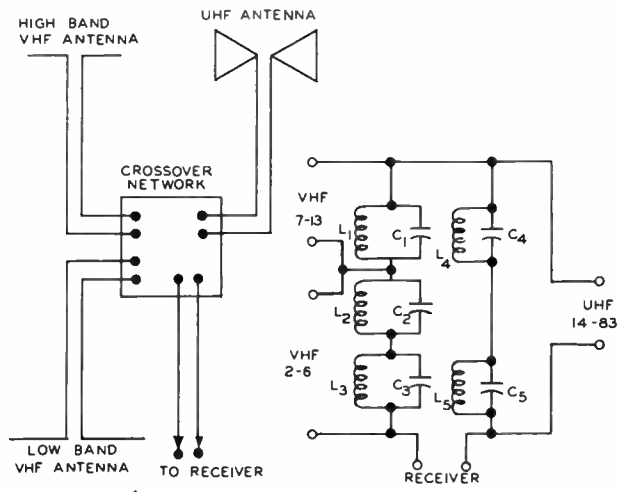 HIGH BAND
VHF ANTENNA
UHF ANTENNA
CROSSOVER
NETWORK
LOW BAND
VHF ANTENNA
TO RECEIVER
VHF
7-13
L1
C1
L4
C4
L2
C2
UHF
14-83
VHF
2-6
L3
C3
L5
C5
RECEIVER